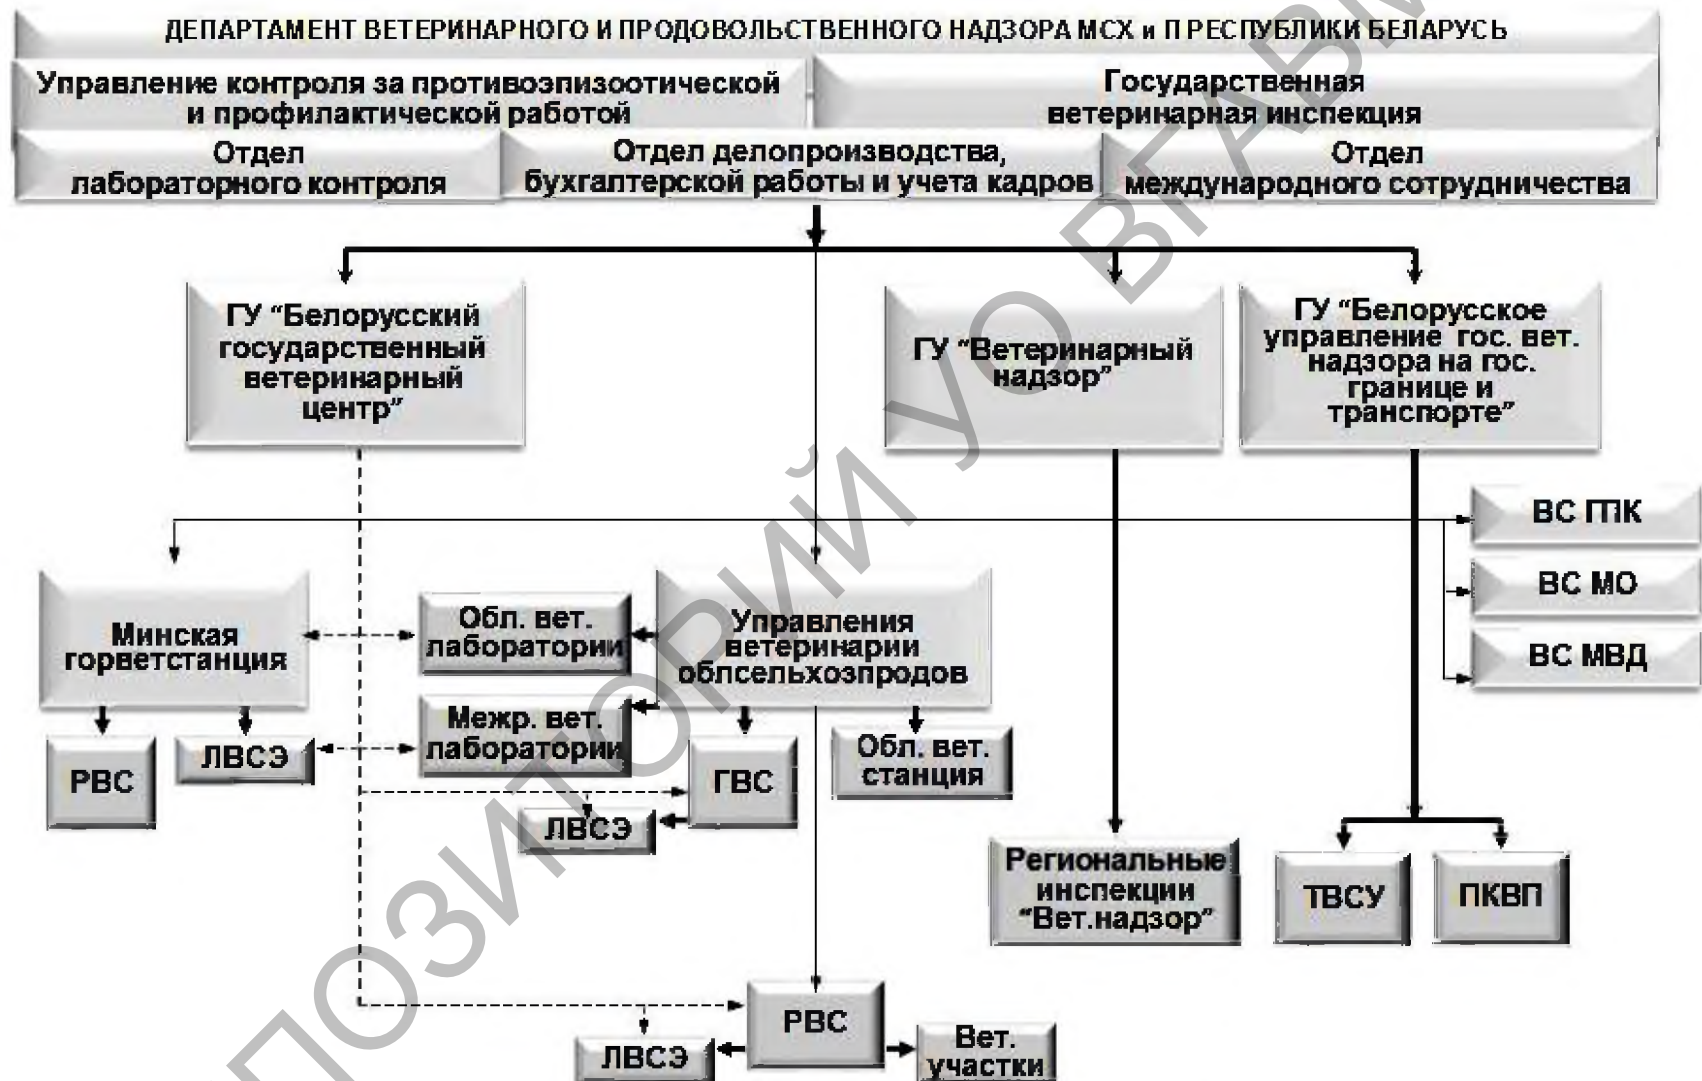 ДЕПАРТАМЕНТ ВЕТЕРИНАРНОГО И ПРОДОВОЛЬСТВЕННОГО НАДЗОРА МСХ и П РЕСПУБЛИКИ БЕЛАРУСЬ
Управление контроля за противоэпизоотической
и профилактической работой
Государственная
ветеринарная инспекция
Отдел
лабораторного контроля
Отдел делопроизводства,
бухгалтерской работы и учета кадров
Отдел
международного сотрудничества
ГУ “Белорусский
государственный
ветеринарный
центр”
ГУ “Ветеринарный
надзор”
ГУ “Белорусское
управление гос. вет.
надзора на гос.
границе и
транспорте”
ВС ГПК
ВС МО
ВС МВД
Минская
горветстанция
Обл. вет.
лаборатории
Управления
ветеринарии
облсельхозпродов
Межр. вет.
лаборатории
РВС
ЛВСЭ
ГВС
Обл. вет.
станция
ЛВСЭ
Региональные
инспекции
“Вет.надзор”
ТВСУ
ПКВП
РВС
ЛВСЭ
Вет.
участки
ПОЗИТОРИЙ УО ВГАВМ